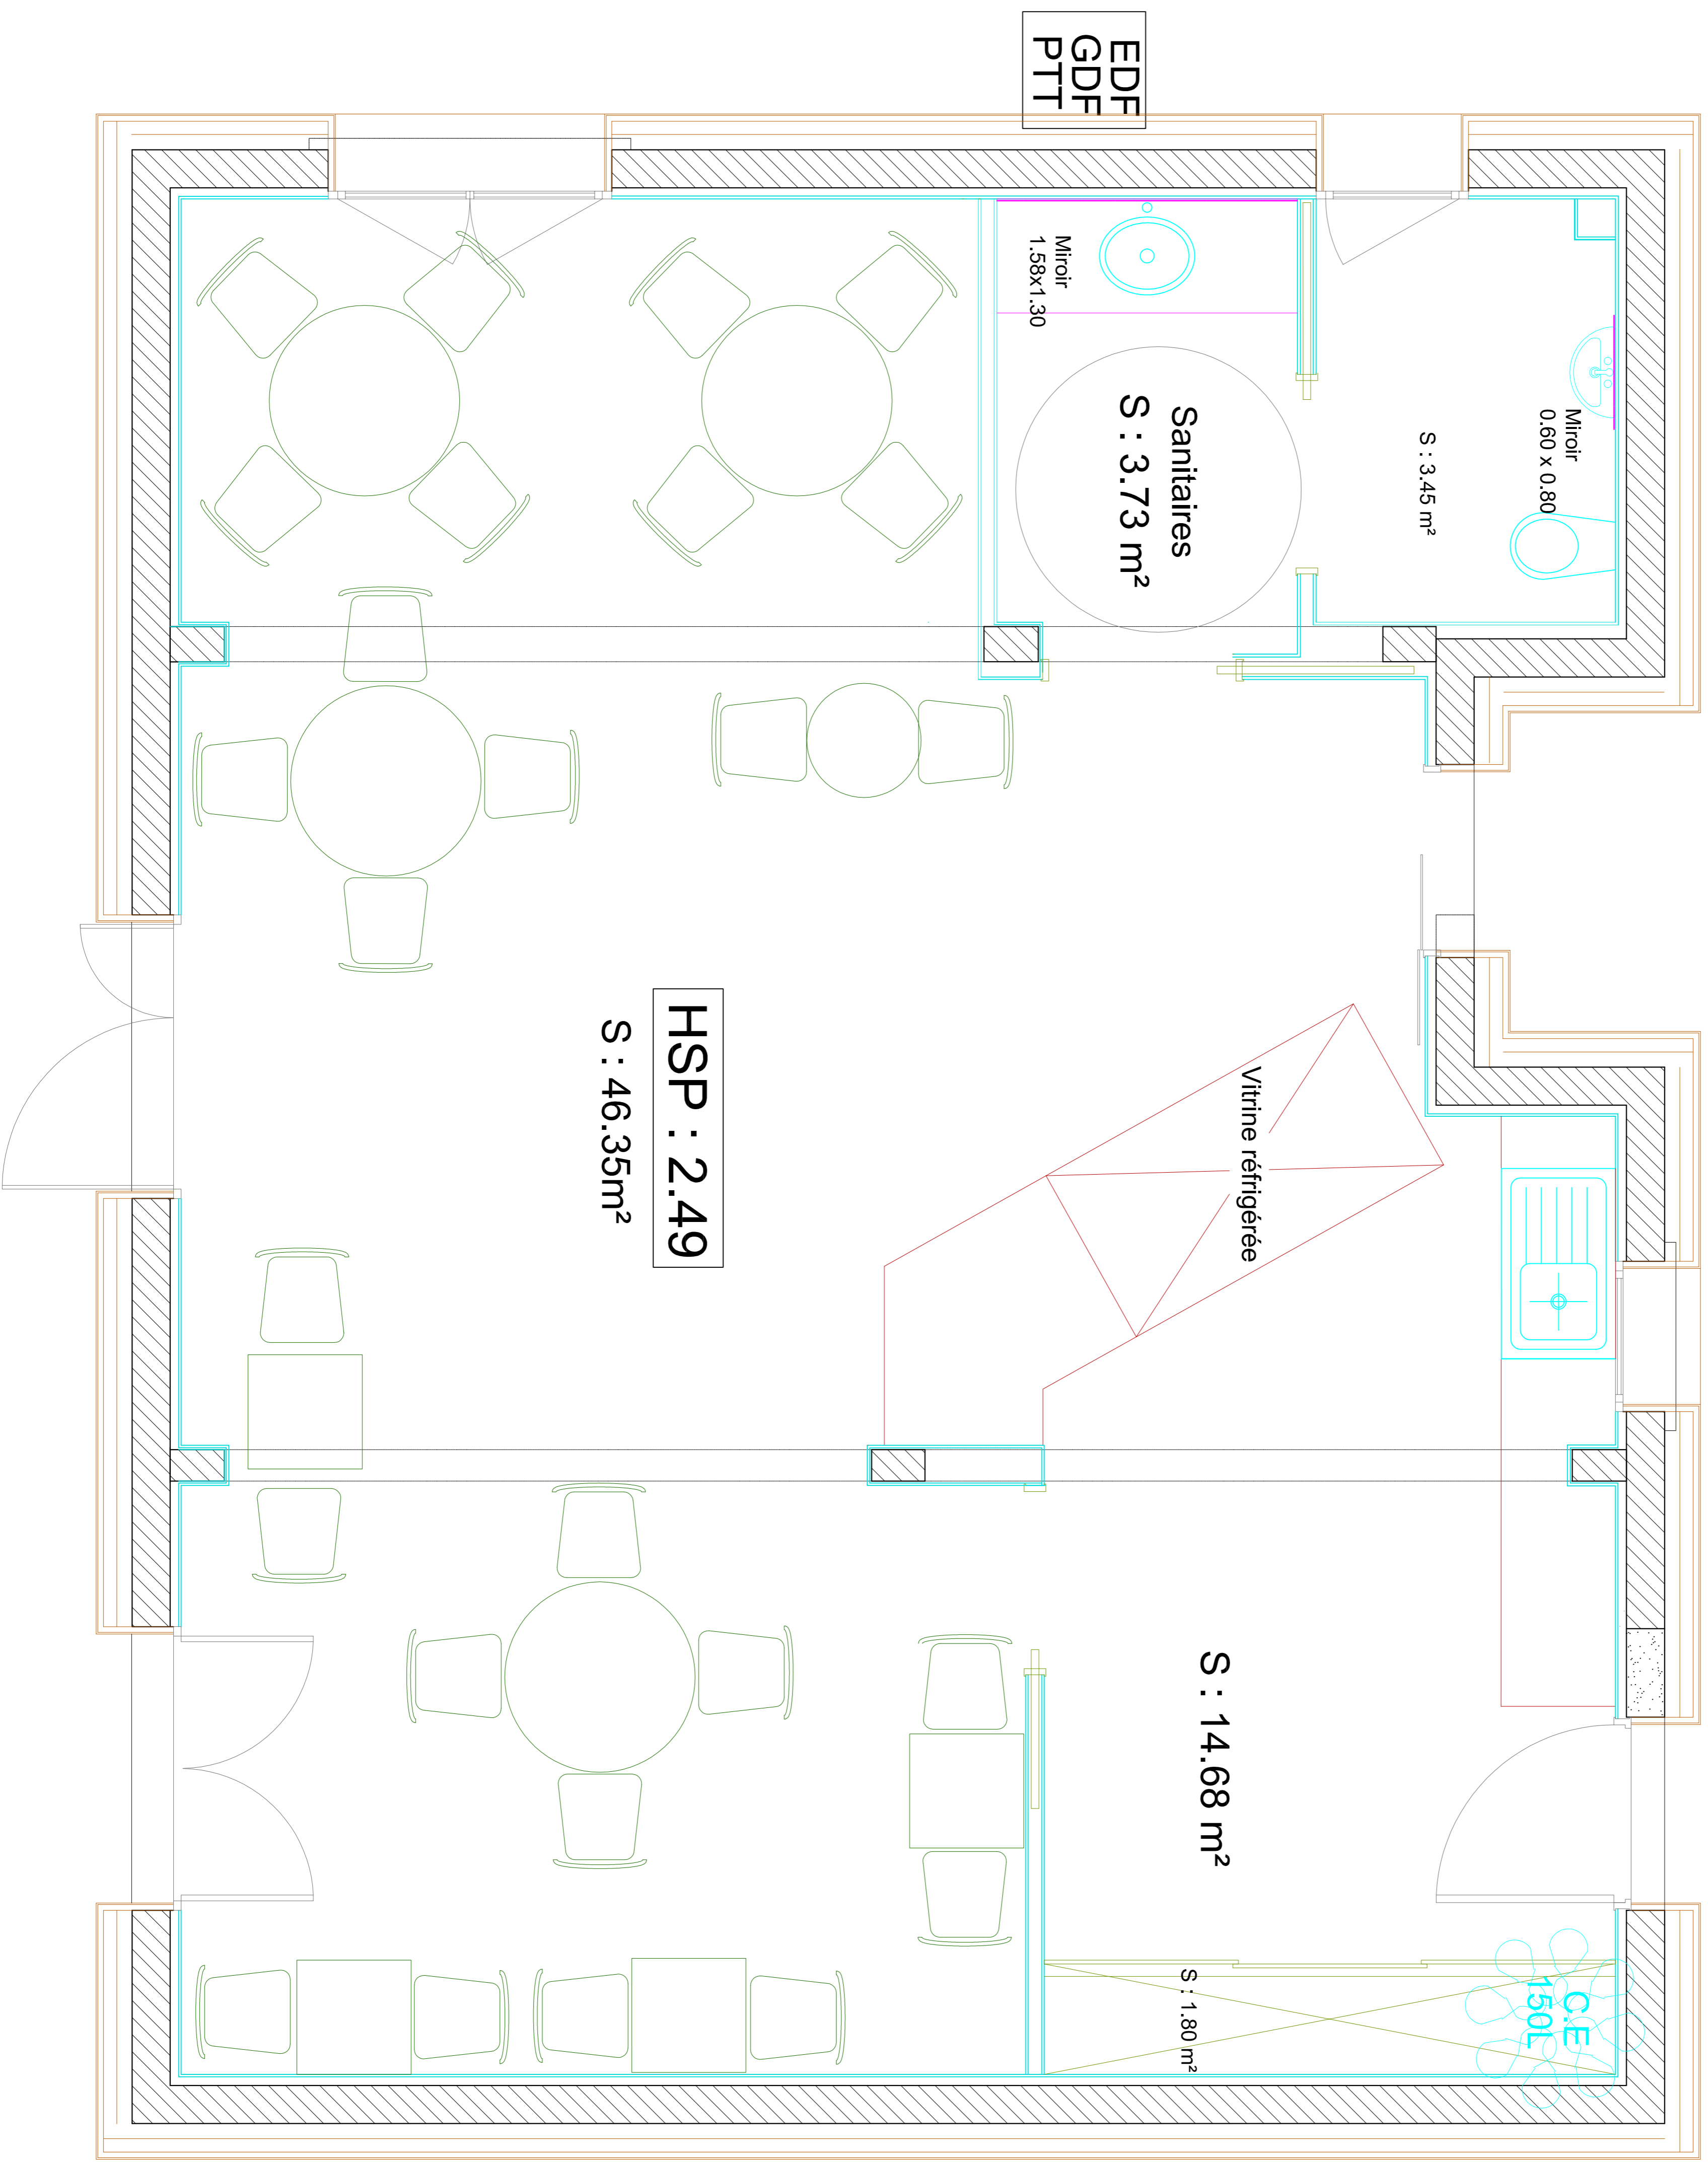 EDF
GDF
PTT
Miroir
1.58x1.30
Sanitaires
S : 3.73 m²
Miroir
0.60 x 0.80
S : 3.45 m²
HSP : 2.49
S : 46.35m²
Vitrine réfrigérée
S : 14.68 m²
S : 1.80 m²
C.E
150L